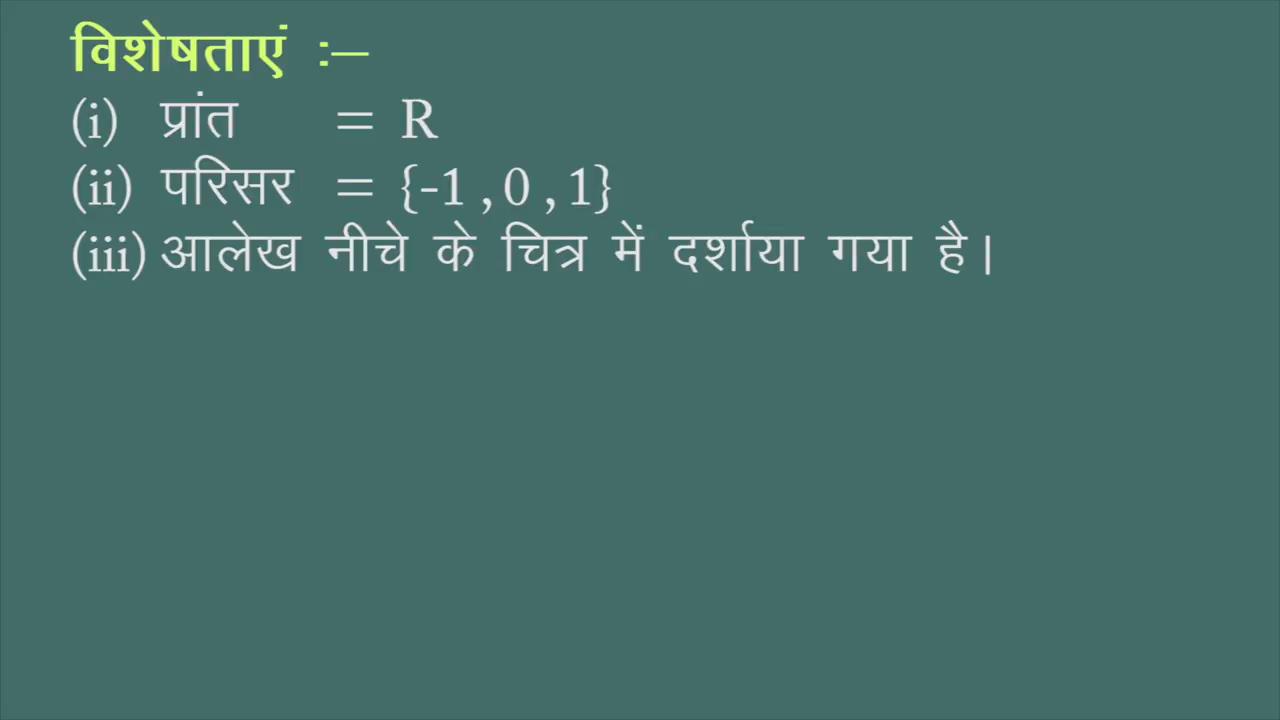 विशेषताएं :–
(i) प्रांत = R
(ii) परिसर = {-1 , 0 , 1}
(iii) आलेख नीचे के चित्र में दर्शाया गया है।